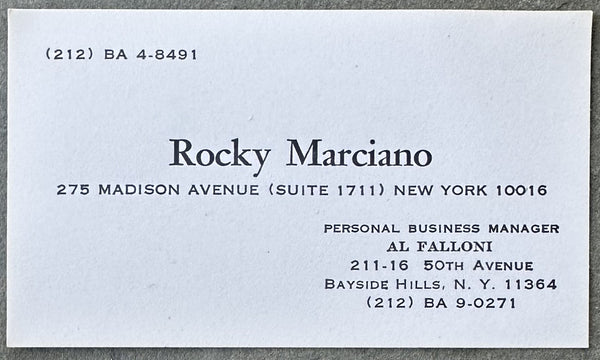 (212) BA 4-8491
Rocky Marciano
275 MADISON AVENUE (SUITE 1711) NEW YORK 10016
PERSONAL BUSINESS MANAGER
AL FALLONI
211-16 50TH AVENUE
BAYSIDE HILLS, N. Y. 11364
(212) BA 9-0271